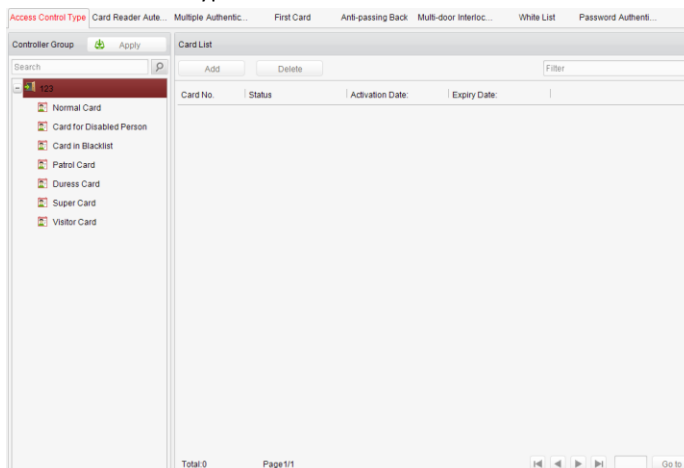 Access Control Type Card Reader Aute... Multiple Authentic... First Card Anti-passing Back Multi-door Interloc... White List Password Authenti...
Controller Group Apply
Card List
Search
Add Delete Filter
123
Card No. Status Activation Date: Expiry Date:
Normal Card
Card for Disabled Person
Card in Blacklist
Patrol Card
Duress Card
Super Card
Visitor Card
Total:0 Page1/1 Go to